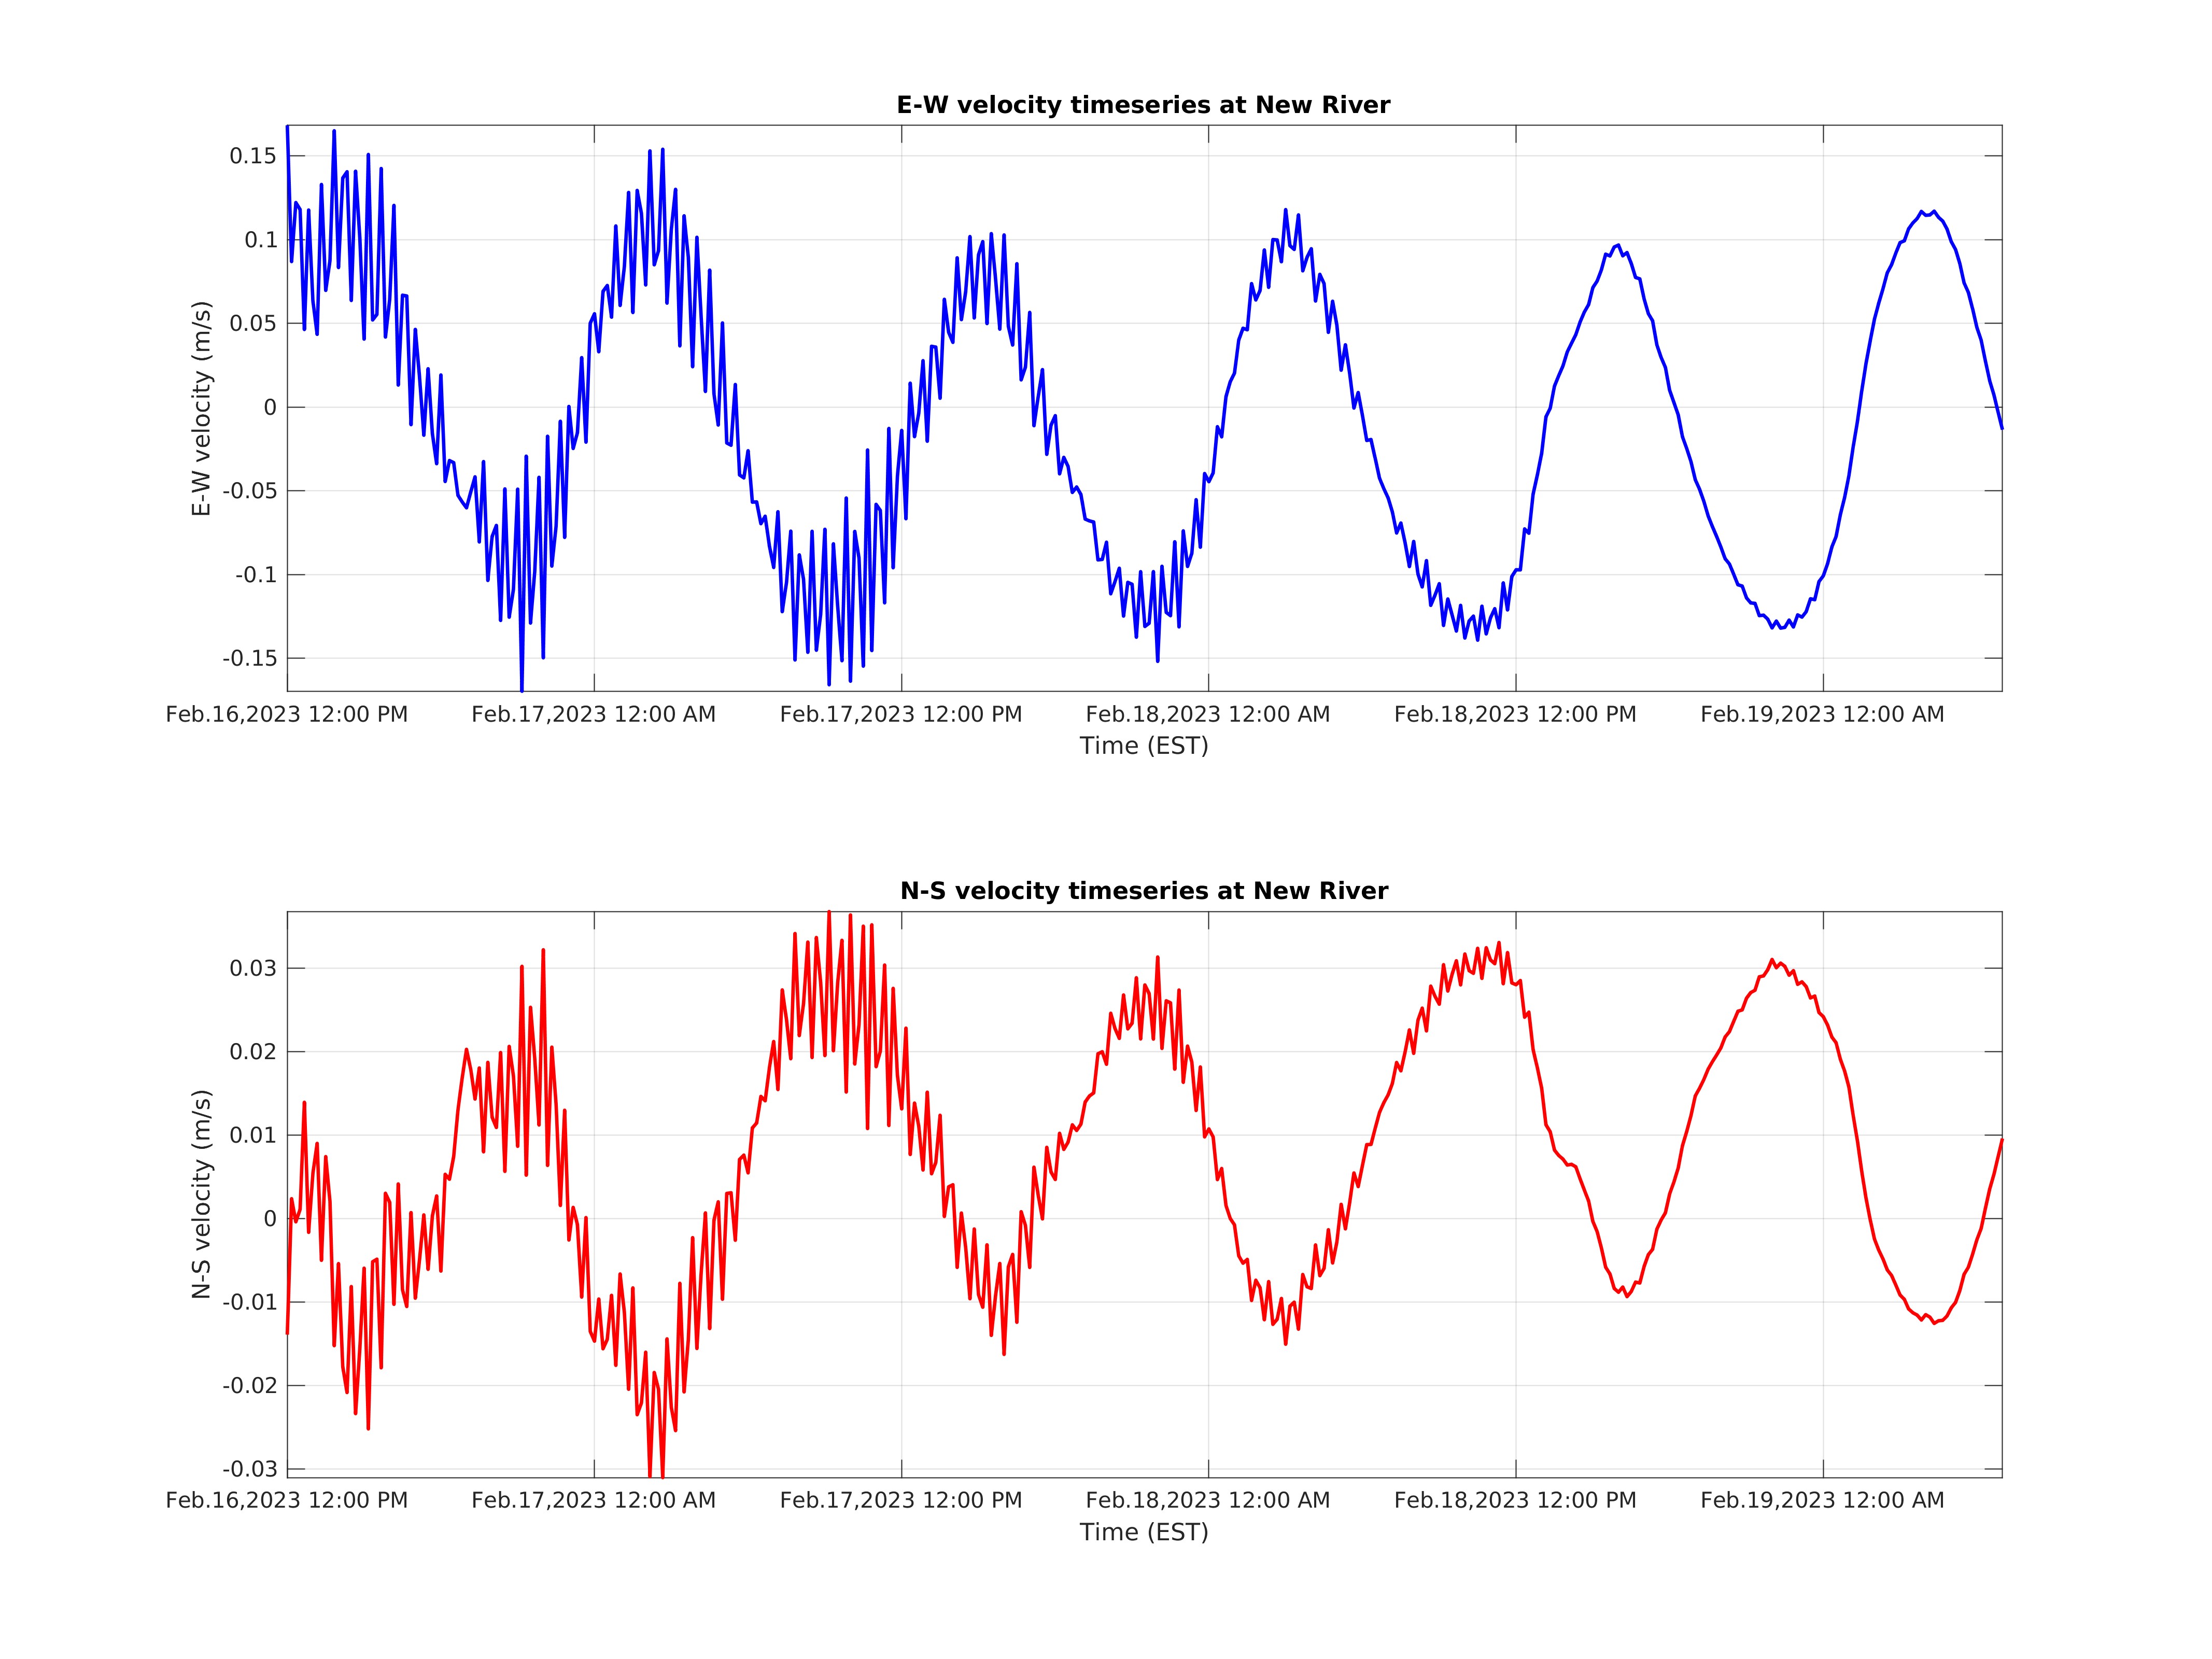 E-W velocity timeseries at New River
0.15
0.1
0.05
0
-0.05
-0.1
-0.15
E-W velocity (m/s)
Feb.16,2023 12:00 PM Feb.17,2023 12:00 AM Feb.17,2023 12:00 PM Feb.18,2023 12:00 AM Feb.18,2023 12:00 PM Feb.19,2023 12:00 AM
Time (EST)
N-S velocity timeseries at New River
0.03
0.02
0.01
0
-0.01
-0.02
-0.03
N-S velocity (m/s)
Feb.16,2023 12:00 PM Feb.17,2023 12:00 AM Feb.17,2023 12:00 PM Feb.18,2023 12:00 AM Feb.18,2023 12:00 PM Feb.19,2023 12:00 AM
Time (EST)